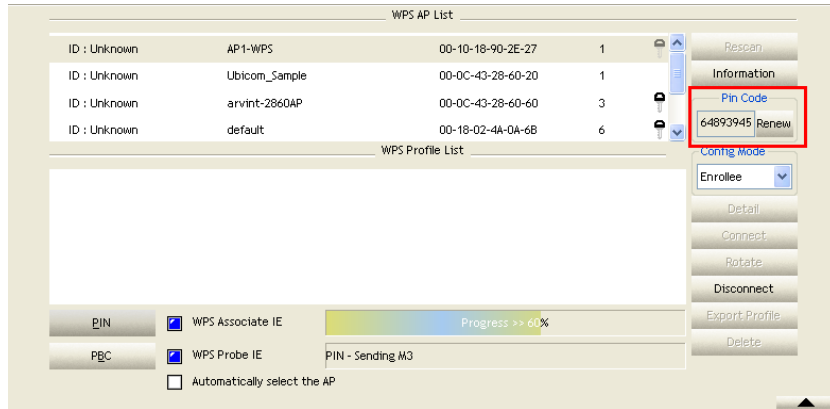 WPS AP List
ID : Unknown AP1-WPS 00-10-18-90-2E-27 1
ID : Unknown Ubicom_Sample 00-0C-43-28-60-20 1
ID : Unknown arvint-2860AP 00-0C-43-28-60-60 3
ID : Unknown default 00-18-02-4A-0A-6B 6
Rescan
Information
Pin Code
64893945 Renew
WPS Profile List
Config Mode
Enrollee
Detail
Connect
Rotate
Disconnect
Export Profile
Delete
PIN WPS Associate IE Progress >> 60%
PBC WPS Probe IE PIN - Sending M3
Automatically select the AP